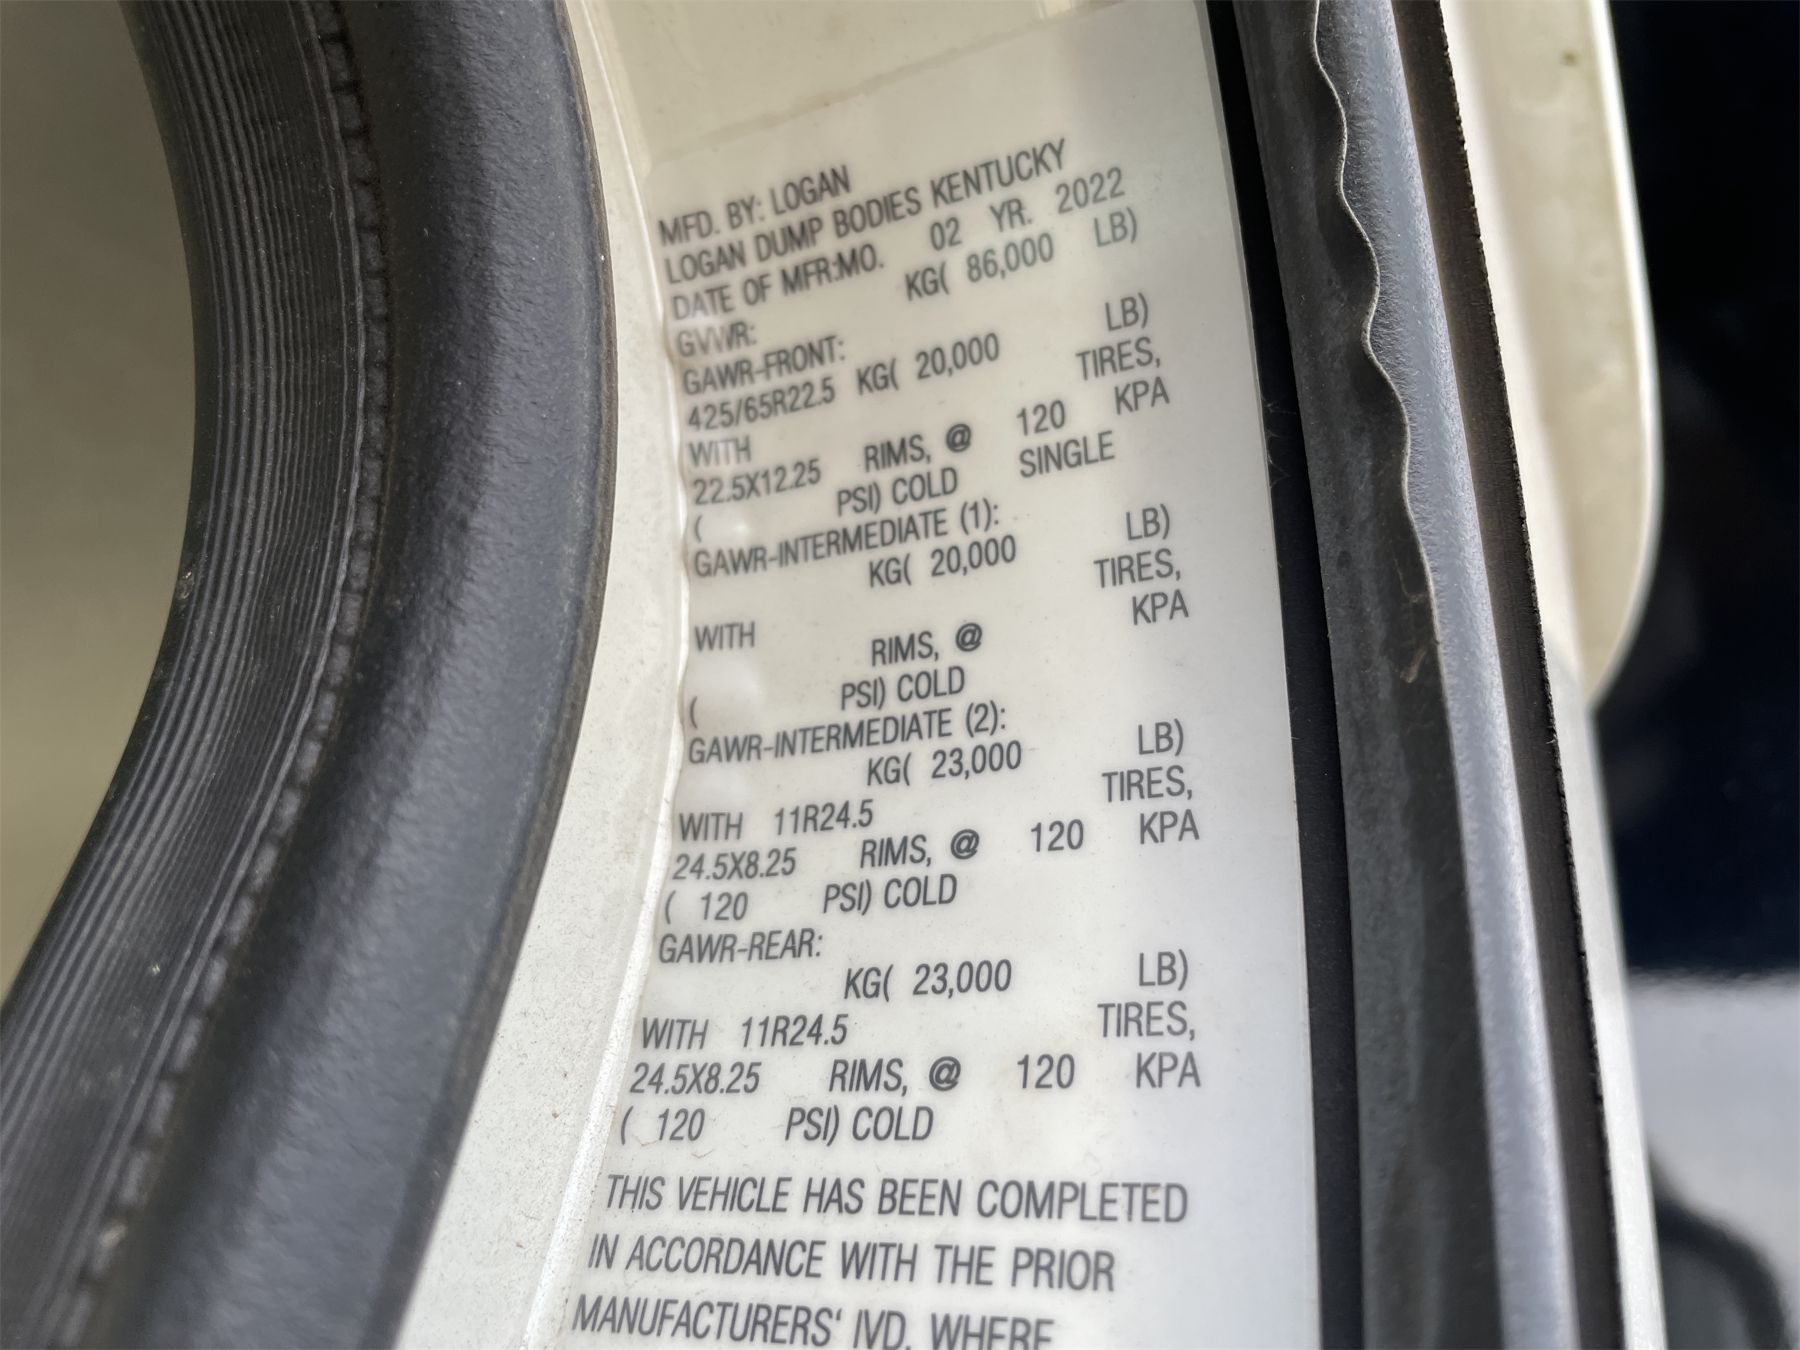 MFD. BY: LOGAN
LOGAN DUMP BODIES KENTUCKY
DATE OF MFR:MO. 02 YR. 2022
GVWR: KG( 86,000 LB)
GAWR-FRONT:
KG( 20,000 LB)
425/65R22.5 TIRES,
WITH
22.5X12.25 RIMS, @ 120 KPA
( PSI) COLD SINGLE
GAWR-INTERMEDIATE (1):
KG( 20,000 LB)
TIRES,
WITH RIMS, @ KPA
( PSI) COLD
GAWR-INTERMEDIATE (2):
KG( 23,000 LB)
WITH 11R24.5 TIRES,
24.5X8.25 RIMS, @ 120 KPA
( 120 PSI) COLD
GAWR-REAR:
KG( 23,000 LB)
WITH 11R24.5 TIRES,
24.5X8.25 RIMS, @ 120 KPA
( 120 PSI) COLD
THIS VEHICLE HAS BEEN COMPLETED
IN ACCORDANCE WITH THE PRIOR
MANUFACTURERS' IVD, WHERE